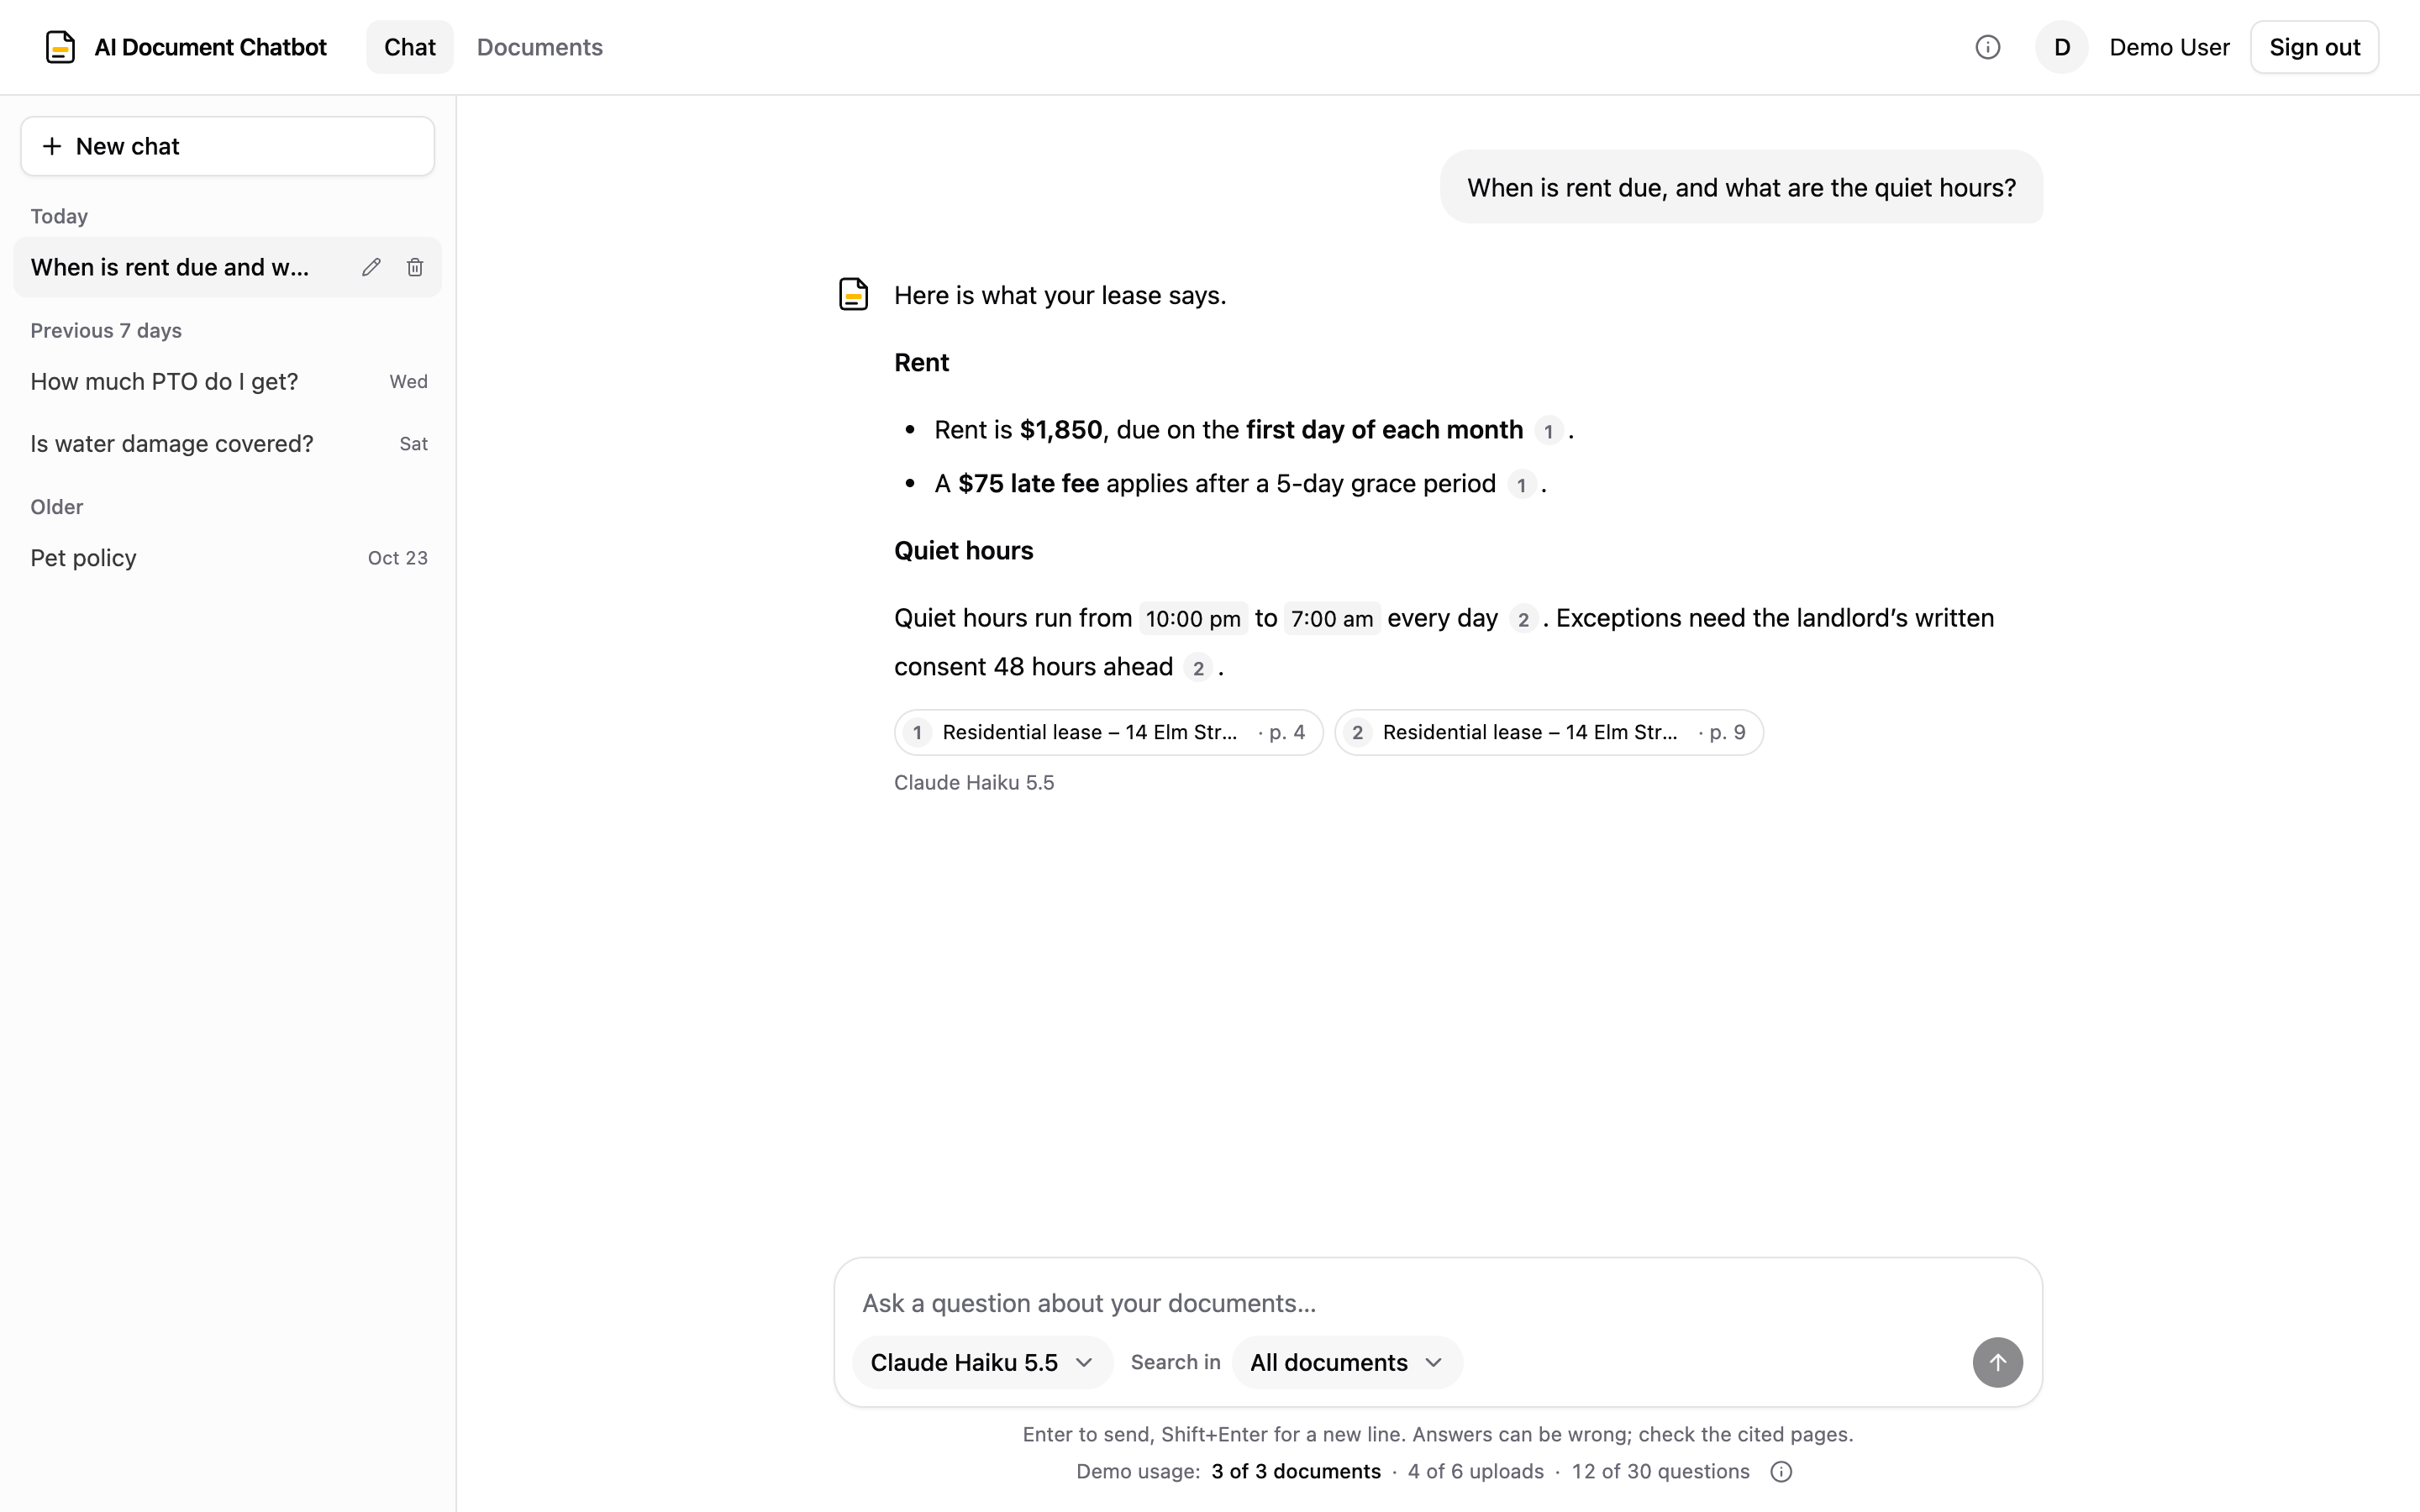 AI Document Chatbot
Chat
Documents
D
Demo User
Sign out
New chat
Today
When is rent due and w...
Previous 7 days
How much PTO do I get?
Wed
Is water damage covered?
Sat
Older
Pet policy
Oct 23
When is rent due, and what are the quiet hours?
Here is what your lease says.
Rent
• Rent is $1,850, due on the first day of each month 1 .
• A $75 late fee applies after a 5-day grace period 1 .
Quiet hours
Quiet hours run from 10:00 pm to 7:00 am every day 2 . Exceptions need the landlord’s written
consent 48 hours ahead 2 .
1 Residential lease – 14 Elm Str... · p. 4
2 Residential lease – 14 Elm Str... · p. 9
Claude Haiku 5.5
Ask a question about your documents...
Claude Haiku 5.5
Search in
All documents
Enter to send, Shift+Enter for a new line. Answers can be wrong; check the cited pages.
Demo usage: 3 of 3 documents · 4 of 6 uploads · 12 of 30 questions